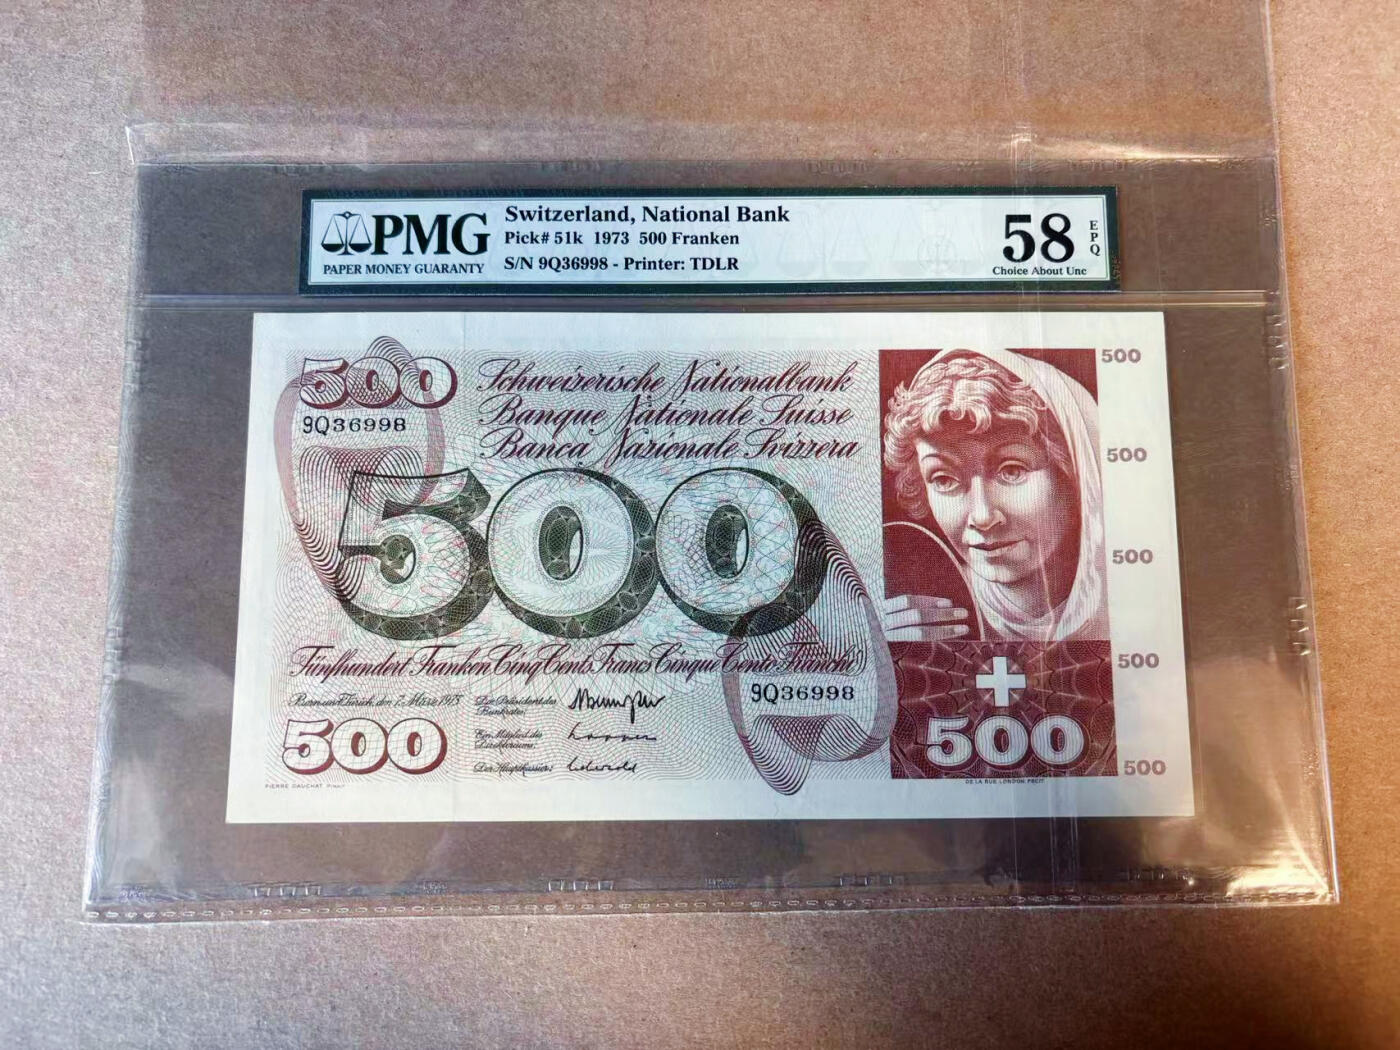 PMG
PAPER MONEY GUARANTY
Switzerland, National Bank
Pick# 51k 1973 500 Franken
S/N 9Q36998 - Printer: TDLR
58
EPQ
Choice About Unc
500
9Q36998
Schweizerische Nationalbank
Banque Nationale Suisse
Banca Nazionale Svizzera
500
500
500
500
500
500
Fünfhundert Franken Cinq Cents Francs Cinque Cento Franchi
Bern und Zürich, den 7. März 1973
Der Präsident des
Bankrates:
Ein Mitglied des
Direktoriums:
Der Hauptkassier:
9Q36998
500
500
PIERRE GAUCHAT PINXIT
DE LA RUE LONDON FECIT